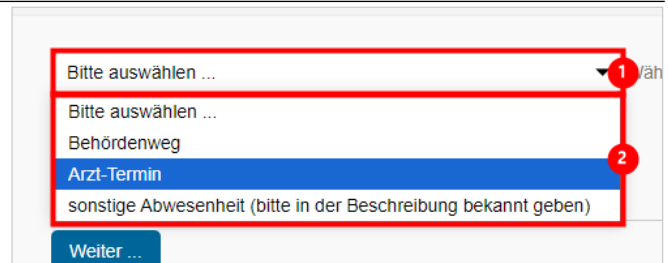 Bitte auswählen ... 1
Bitte auswählen ...
Behördenweg
Arzt-Termin
2
sonstige Abwesenheit (bitte in der Beschreibung bekannt geben)
Weiter ...